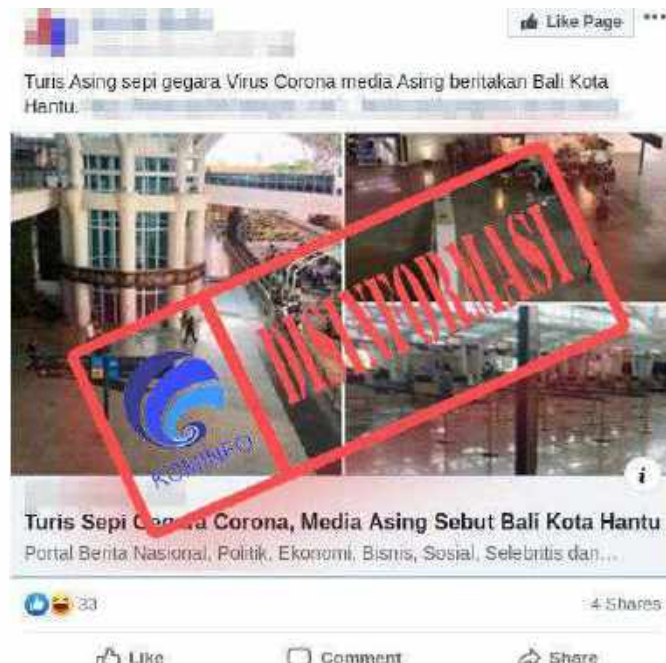 Like Page
Turis Asing sepi gegara Virus Corona media Asing beritakan Bali Kota
Hantu.
DISINFORMASI
KOMINFO
i
Turis Sepi Gegara Corona, Media Asing Sebut Bali Kota Hantu
Portal Berita Nasional, Politik, Ekonomi, Bisnis, Sosial, Selebritis dan...
33
4 Shares
Like
Comment
Share